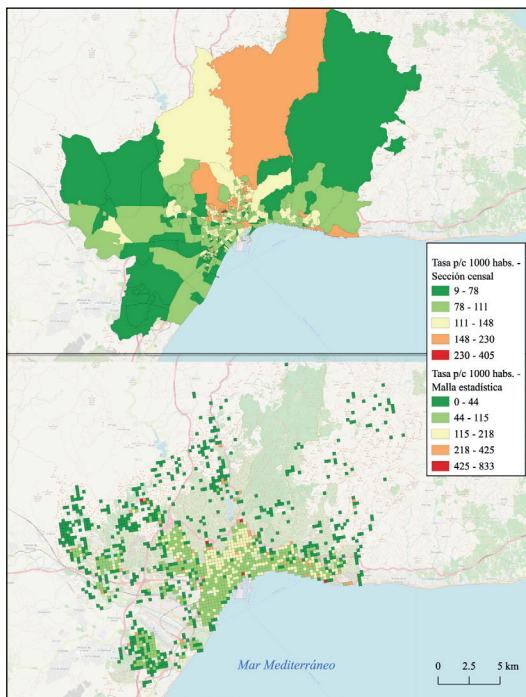 Tasa p/c 1000 habs. -
Sección censal
9 - 78
78 - 111
111 - 148
148 - 230
230 - 405
Tasa p/c 1000 habs. -
Malla estadística
0 - 44
44 - 115
115 - 218
218 - 425
425 - 833
Mar Mediterráneo
0 2.5 5 km